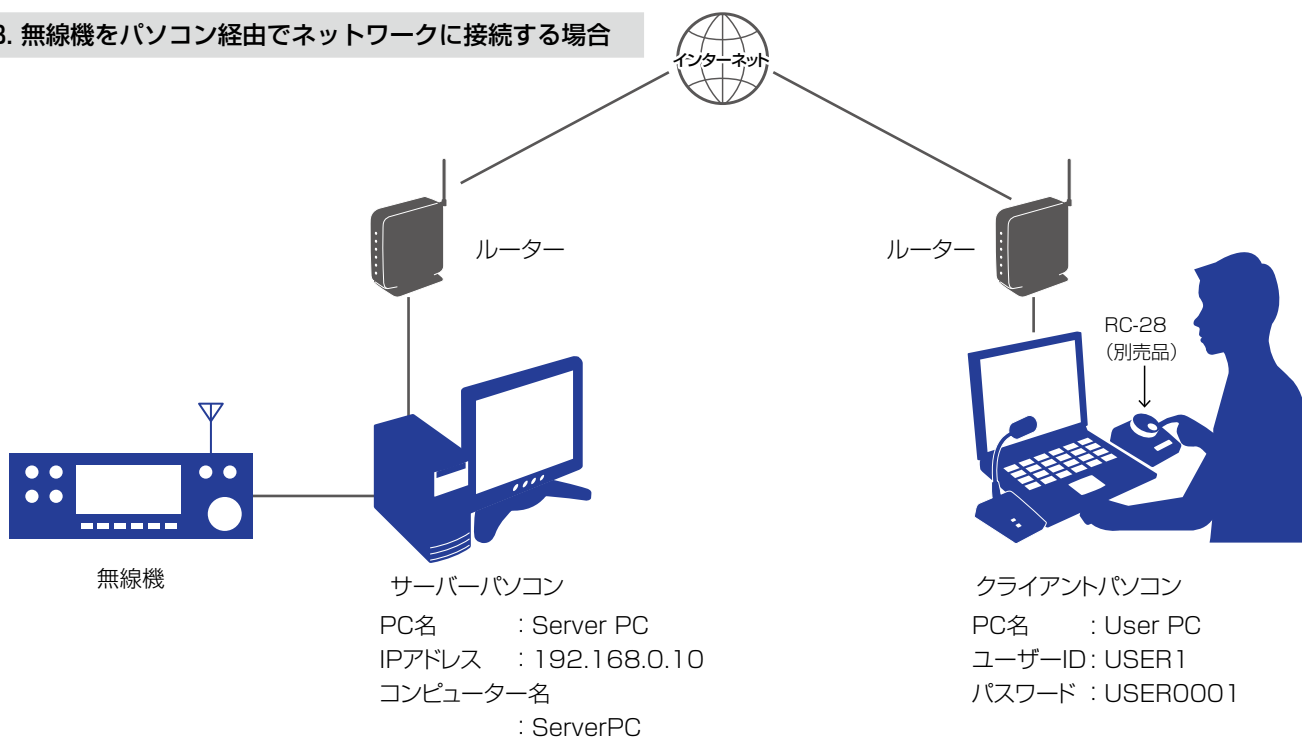 3. 無線機をパソコン経由でネットワークに接続する場合
インターネット
ルーター
ルーター
RC-28
(別売品)
無線機
サーバーパソコン
PC名 : Server PC
IPアドレス : 192.168.0.10
コンピューター名
: ServerPC
クライアントパソコン
PC名 : User PC
ユーザーID : USER1
パスワード : USER0001